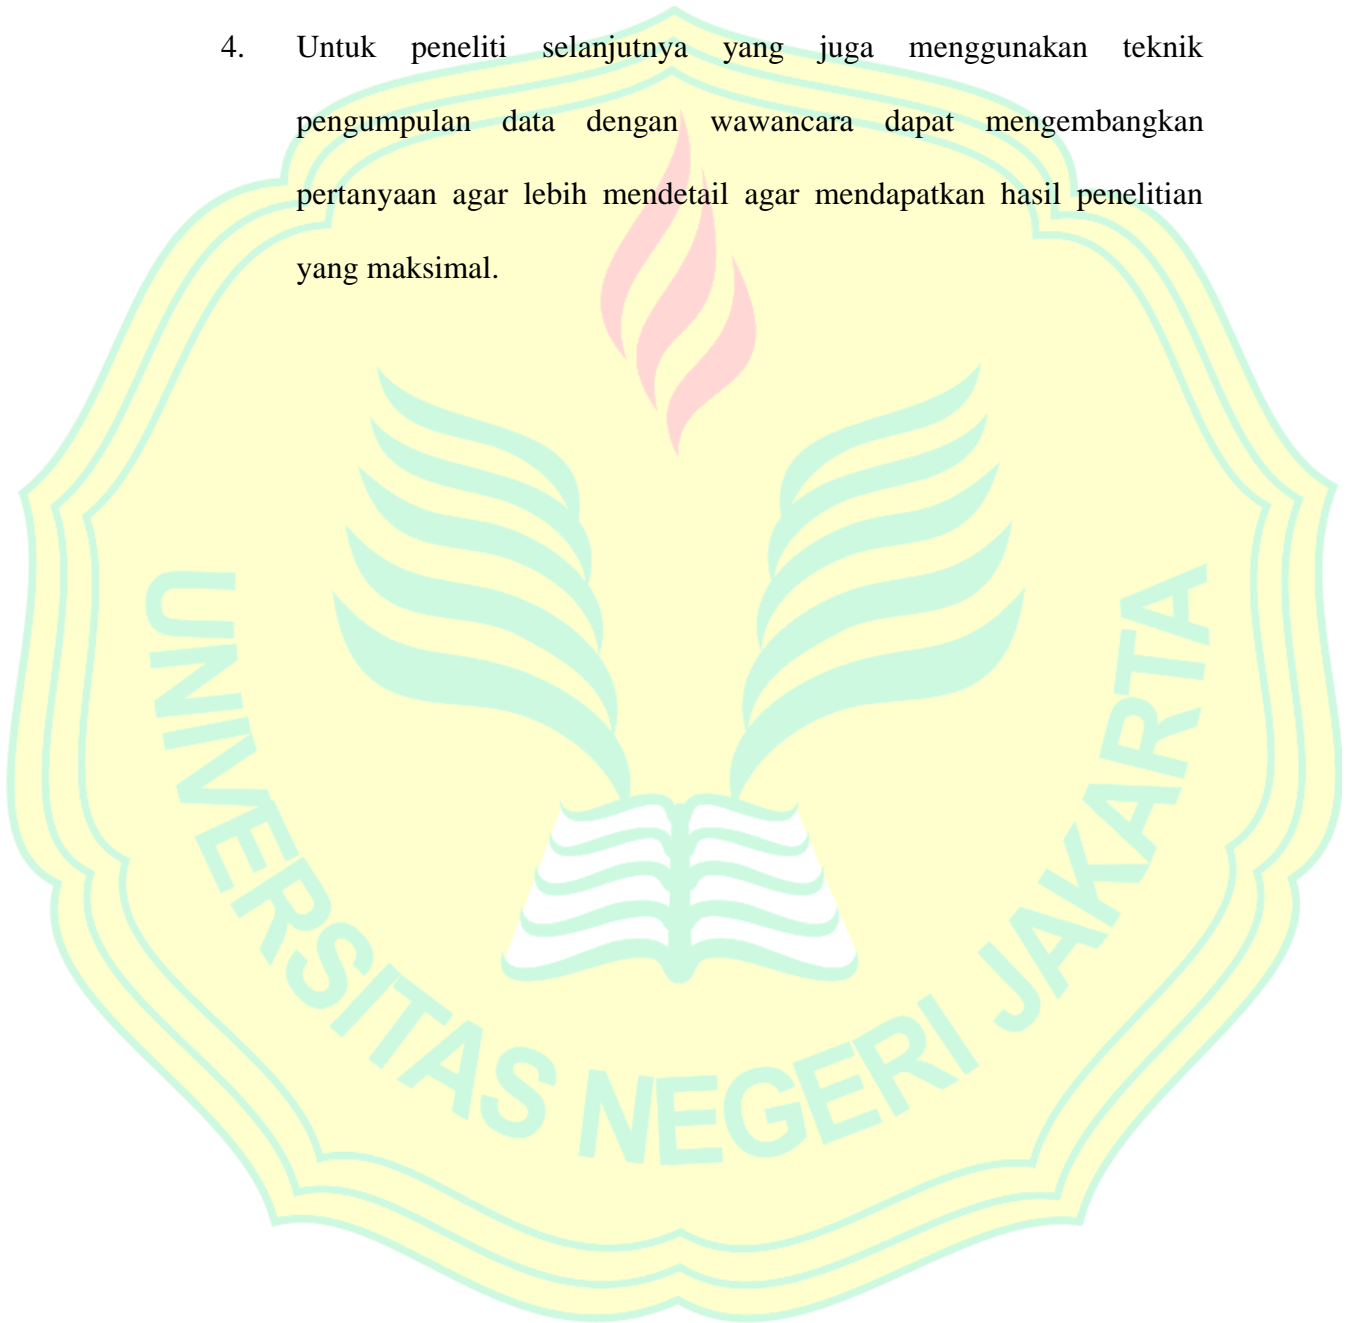 4. Untuk peneliti selanjutnya yang juga menggunakan teknik
pengumpulan data dengan wawancara dapat mengembangkan
pertanyaan agar lebih mendetail agar mendapatkan hasil penelitian
yang maksimal.
UNIVERSITAS NEGERI JAKARTA